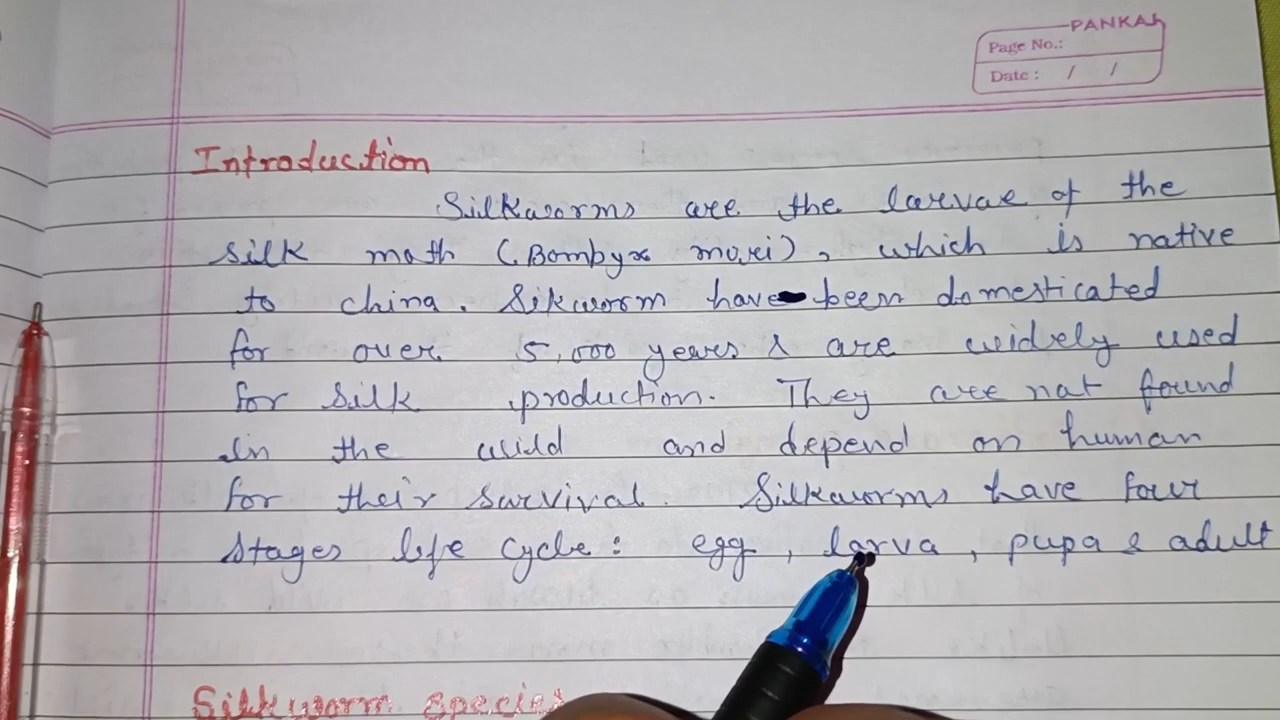 PANKAJ
Page No.:
Date : / /
Introduction
Silkworms are the larvae of the
silk moth (Bombyx mori), which is native
to china. Sikworm have been domesticated
for over 5,000 years & are widely used
for silk production. They are not found
in the wild and depend on human
for their survival. Silkworms have four
stages life cycle : egg, larva, pupa & adult
Silkworm species